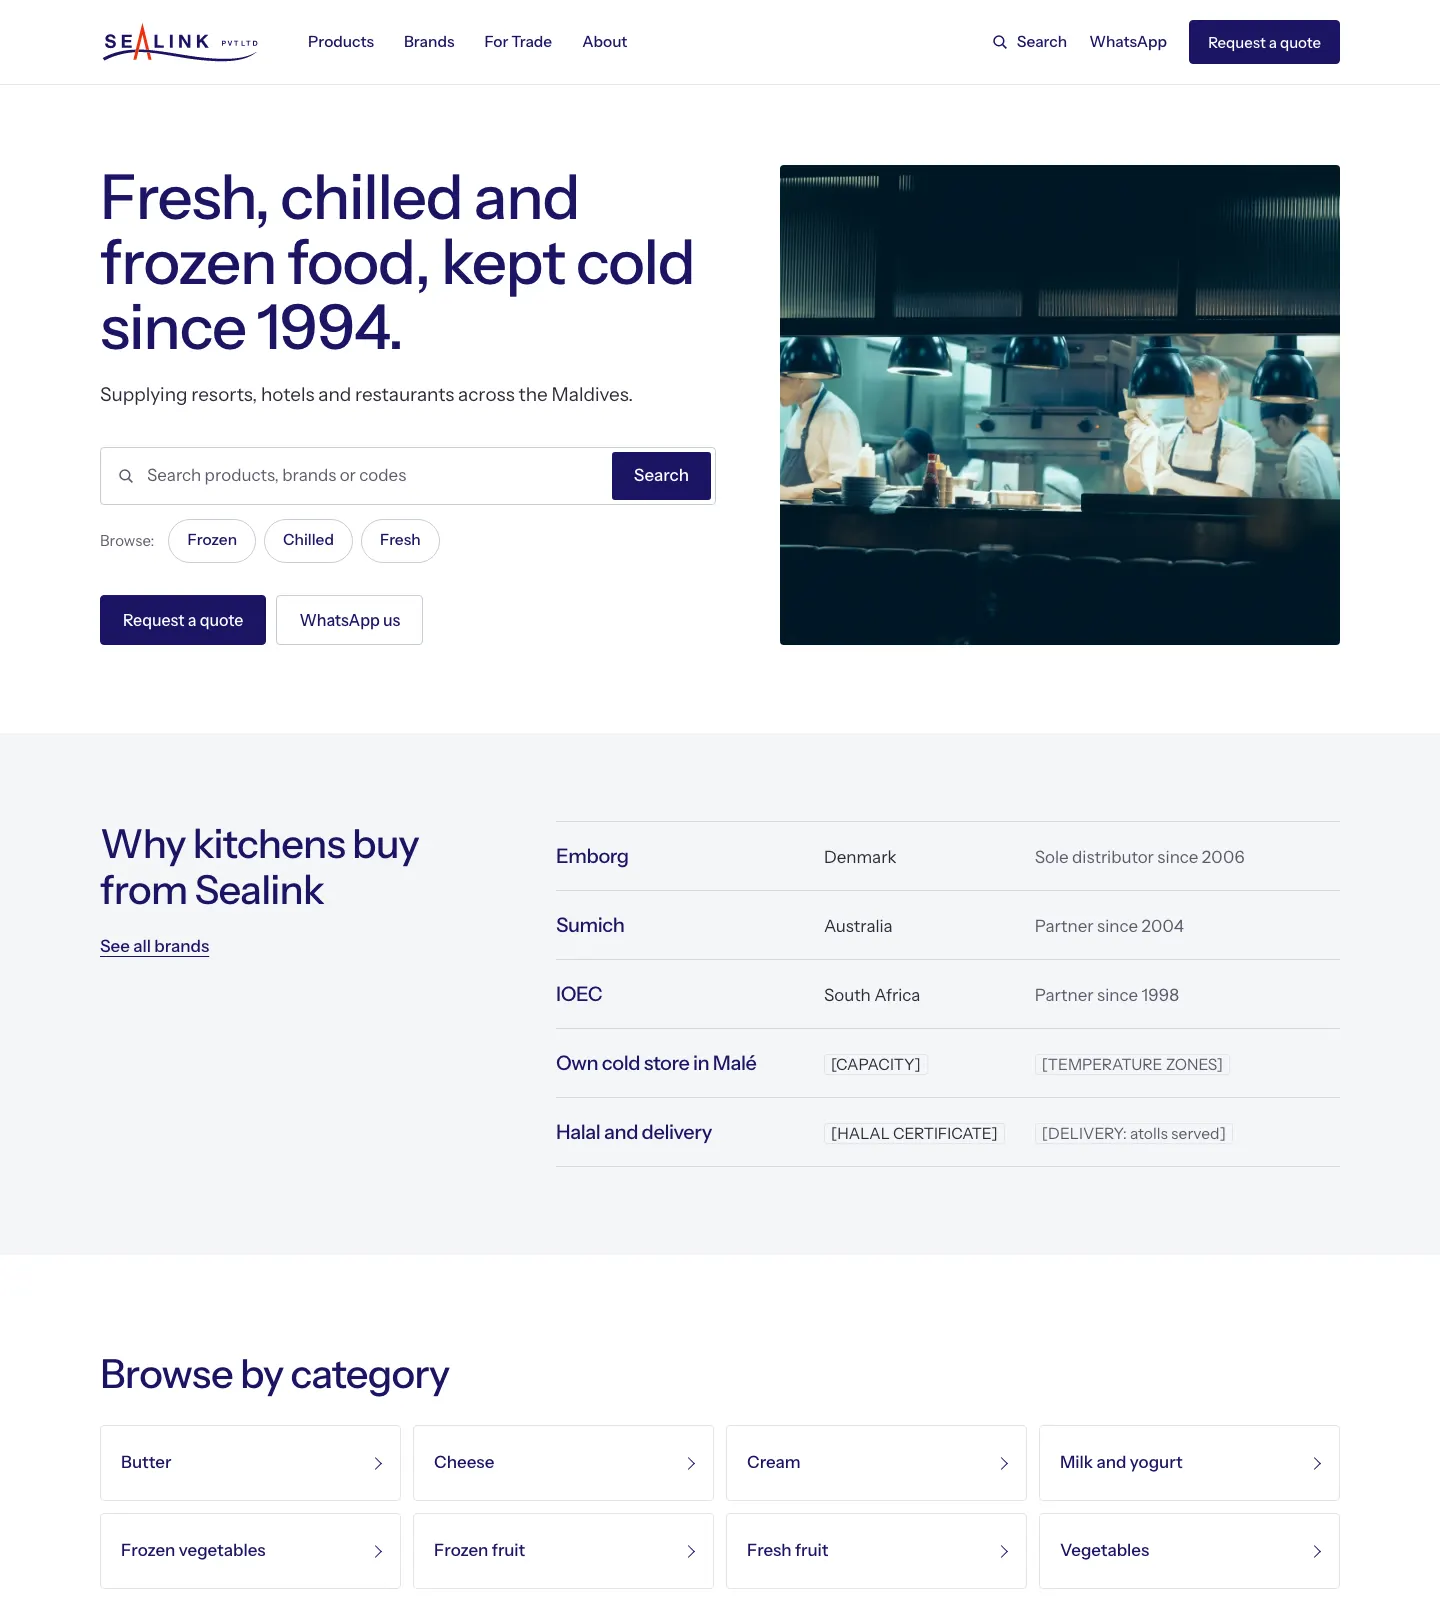 SEALINK PVT LTD
Products
Brands
For Trade
About
Search
WhatsApp
Request a quote
Fresh, chilled and
frozen food, kept cold
since 1994.
Supplying resorts, hotels and restaurants across the Maldives.
Search products, brands or codes
Search
Browse:
Frozen
Chilled
Fresh
Request a quote
WhatsApp us
Why kitchens buy
from Sealink
See all brands
Emborg
Denmark
Sole distributor since 2006
Sumich
Australia
Partner since 2004
IOEC
South Africa
Partner since 1998
Own cold store in Malé
[CAPACITY]
[TEMPERATURE ZONES]
Halal and delivery
[HALAL CERTIFICATE]
[DELIVERY: atolls served]
Browse by category
Butter
Cheese
Cream
Milk and yogurt
Frozen vegetables
Frozen fruit
Fresh fruit
Vegetables